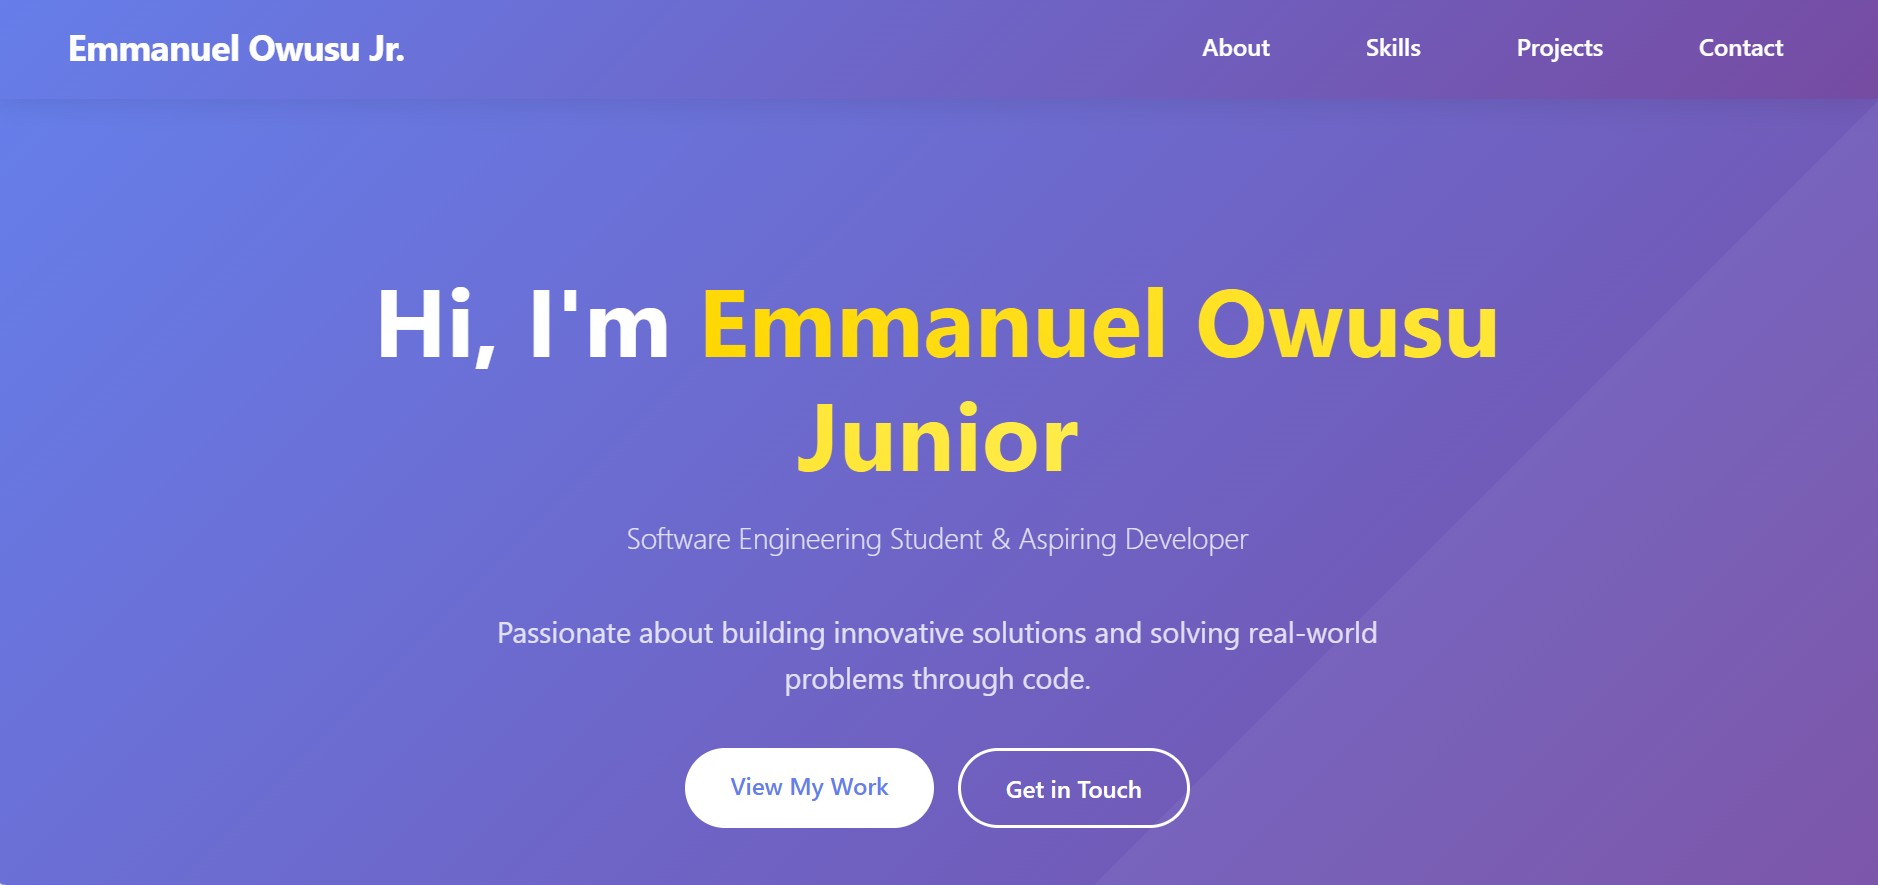 Emmanuel Owusu Jr.
About Skills Projects Contact
Hi, I'm Emmanuel Owusu
Junior
Software Engineering Student & Aspiring Developer
Passionate about building innovative solutions and solving real-world
problems through code.
View My Work
Get in Touch